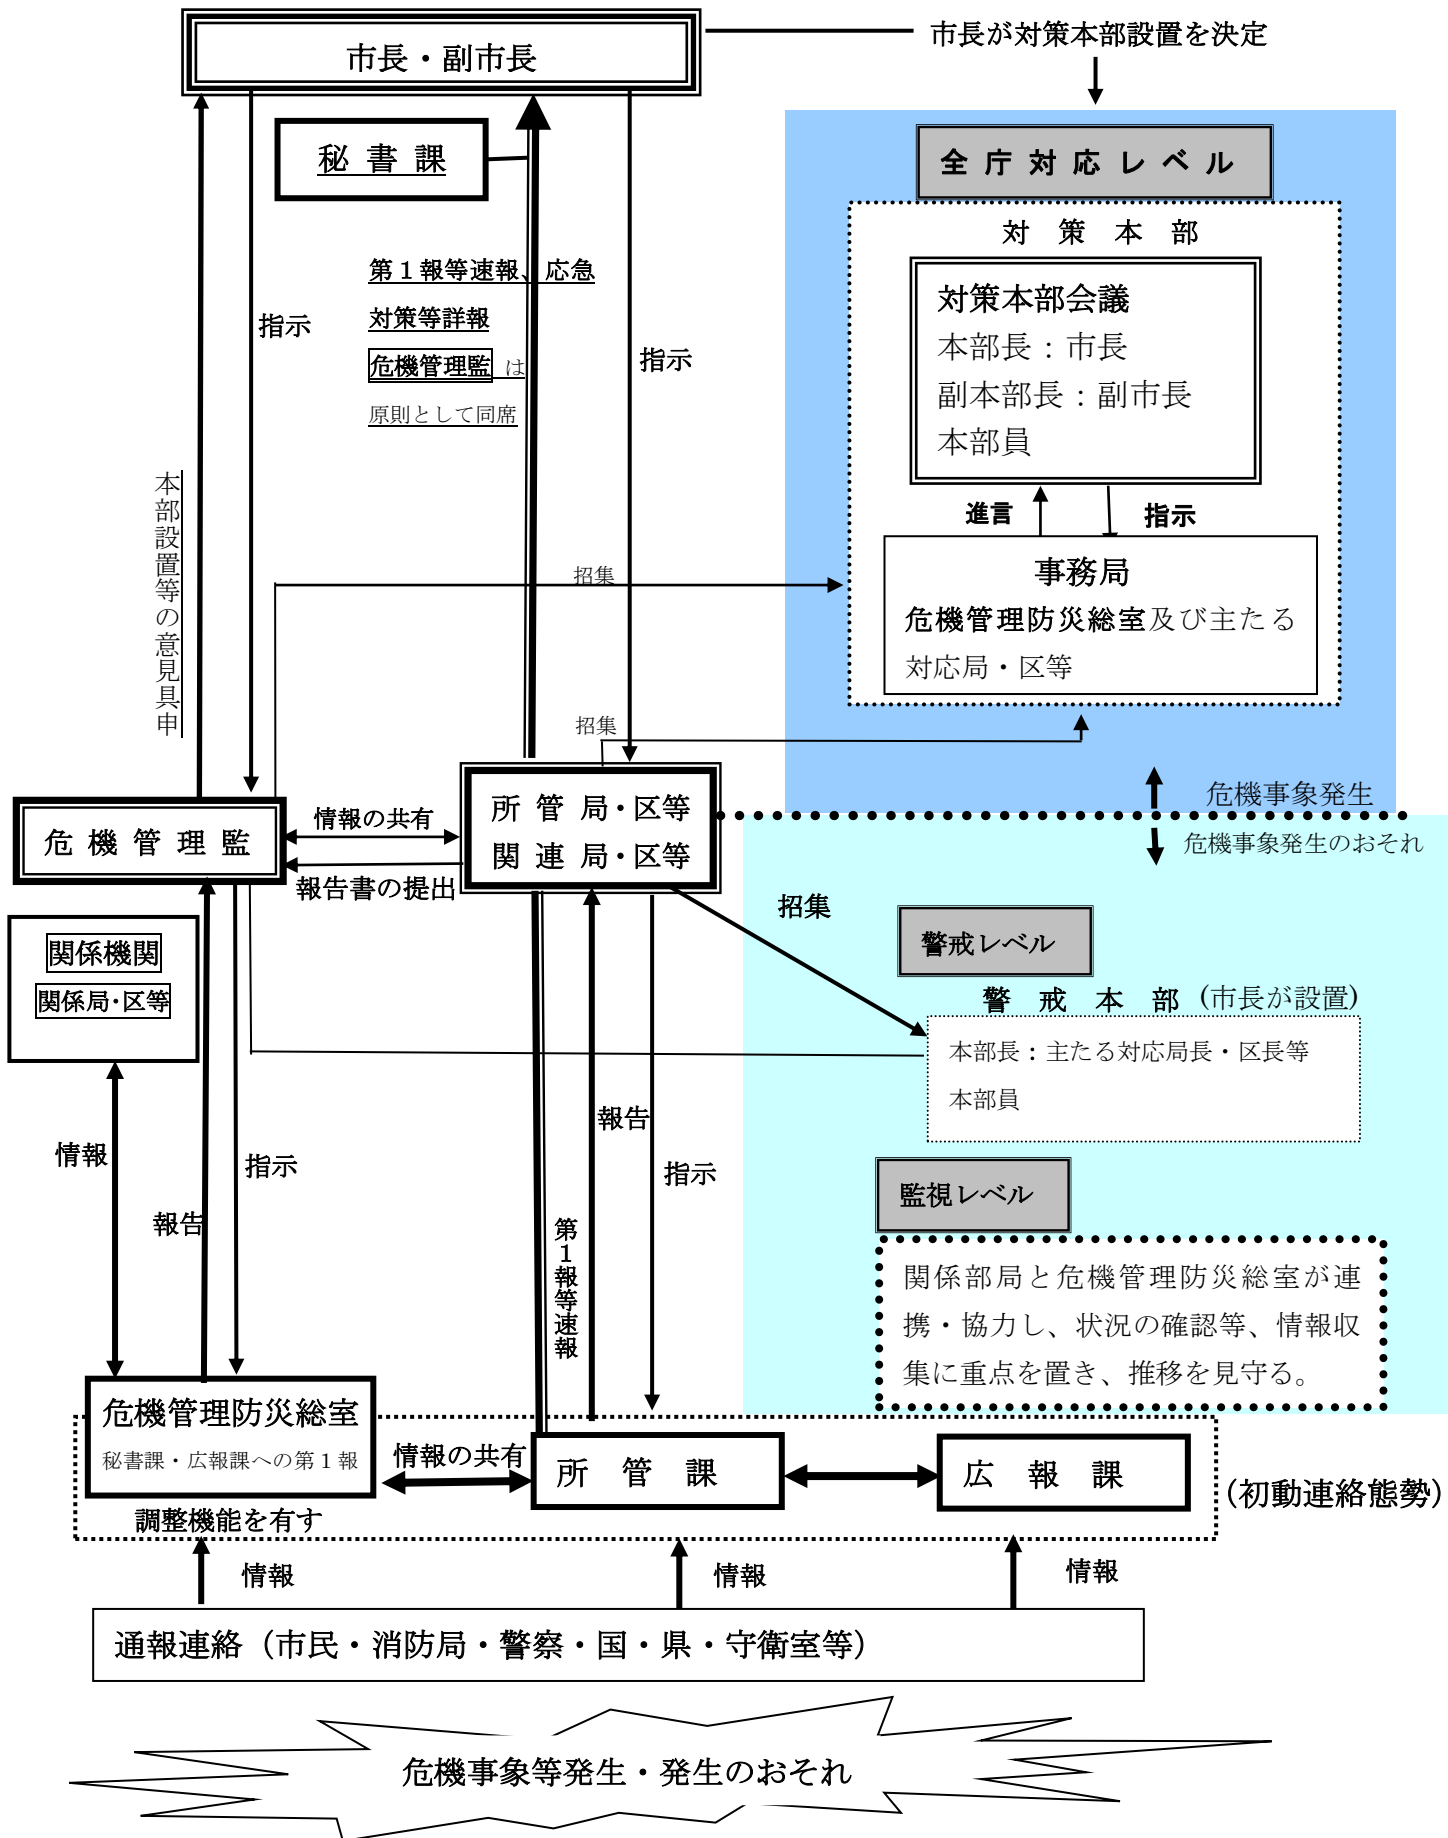 市長・副市長
市長が対策本部設置を決定
秘書課
全庁対応レベル
対策本部
対策本部会議
本部長：市長
副本部長：副市長
本部員
進言
指示
事務局
危機管理防災総室及び主たる
対応局・区等
第１報等速報、応急
対策等詳報
危機管理監 は
原則として同席
指示
指示
本部設置等の意見具申
招集
招集
危機管理監
情報の共有
報告書の提出
所管局・区等
関連局・区等
危機事象発生
危機事象発生のおそれ
招集
警戒レベル
警戒本部 (市長が設置)
本部長：主たる対応局長・区長等
本部員
関係機関
関係局・区等
情報
報告
指示
報告
指示
第１報等速報
監視レベル
関係部局と危機管理防災総室が連
携・協力し、状況の確認等、情報収
集に重点を置き、推移を見守る。
危機管理防災総室
秘書課・広報課への第１報
調整機能を有す
情報の共有
所管課
広報課
（初動連絡態勢）
情報
情報
情報
通報連絡（市民・消防局・警察・国・県・守衛室等）
危機事象等発生・発生のおそれ